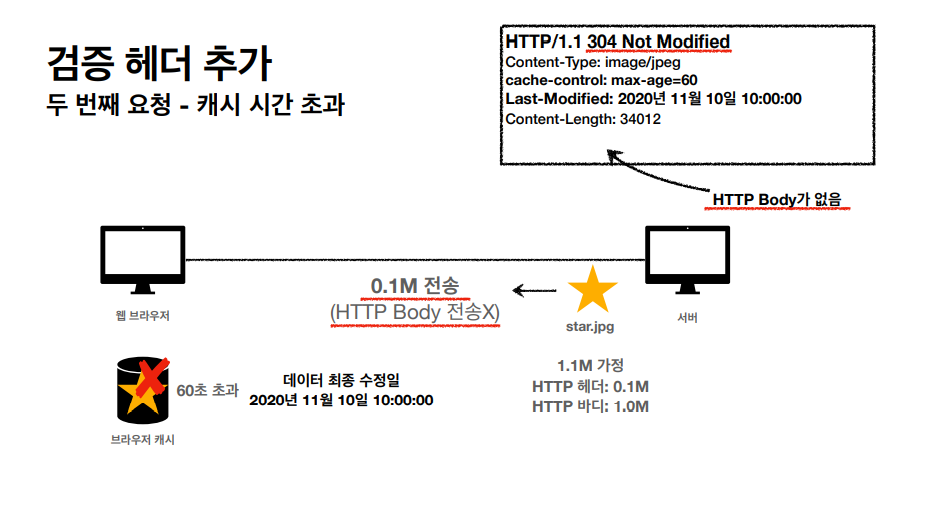 검증 헤더 추가
두 번째 요청 - 캐시 시간 초과
HTTP/1.1 304 Not Modified
Content-Type: image/jpeg
cache-control: max-age=60
Last-Modified: 2020년 11월 10일 10:00:00
Content-Length: 34012
HTTP Body가 없음
0.1M 전송
(HTTP Body 전송X)
웹 브라우저
star.jpg
서버
60초 초과
브라우저 캐시
데이터 최종 수정일
2020년 11월 10일 10:00:00
1.1M 가정
HTTP 헤더: 0.1M
HTTP 바디: 1.0M